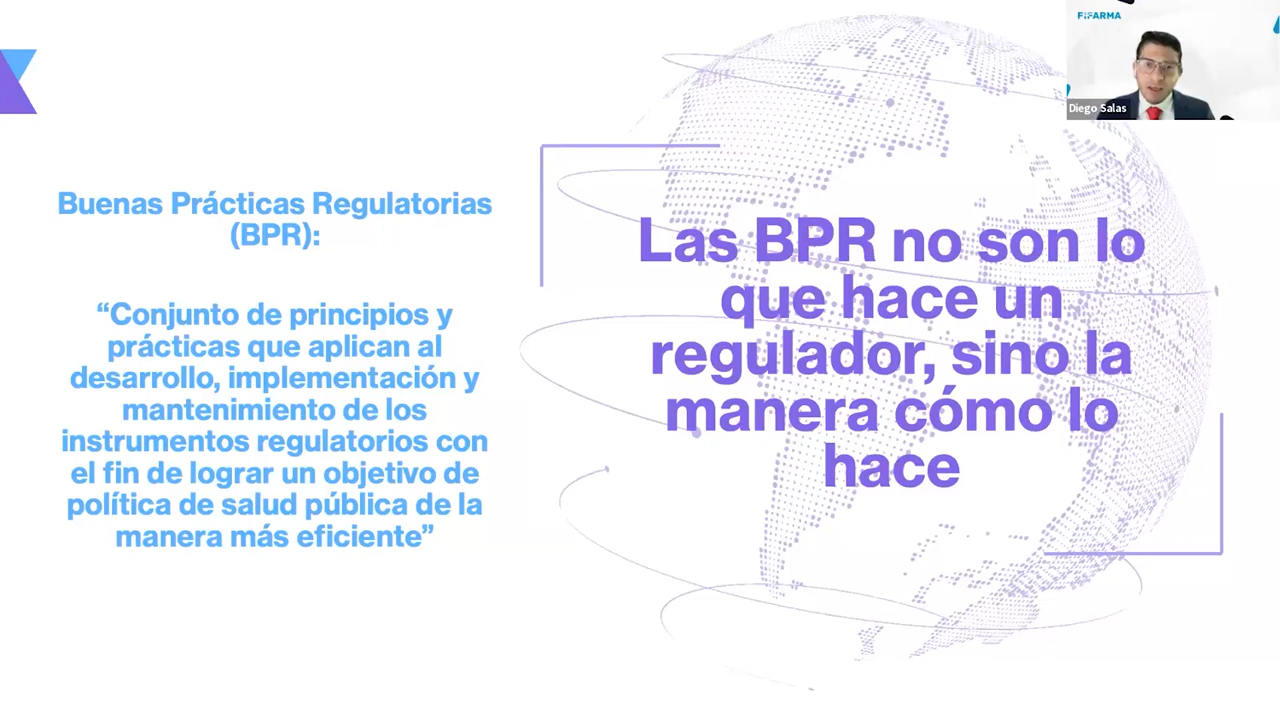 FIFARMA
Diego Salas
Buenas Prácticas Regulatorias
(BPR):
“Conjunto de principios y
prácticas que aplican al
desarrollo, implementación y
mantenimiento de los
instrumentos regulatorios con
el fin de lograr un objetivo de
política de salud pública de la
manera más eficiente”
Las BPR no son lo
que hace un
regulador, sino la
manera cómo lo
hace